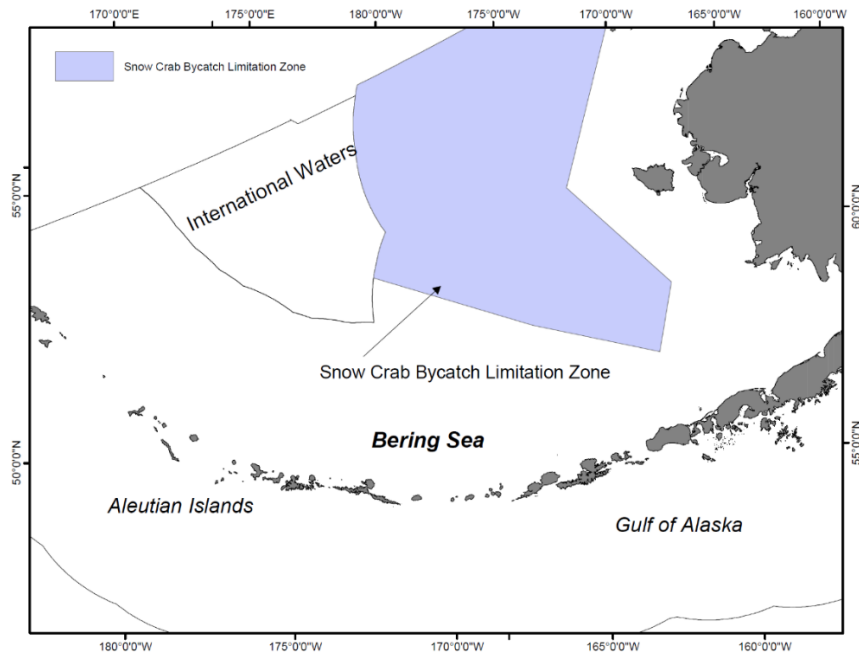 170°0'0"E 175°0'0"E 180°0'0"W 175°0'0"W 170°0'0"W 165°0'0"W 160°0'0"W
Snow Crab Bycatch Limitation Zone
International Waters
55°0'0"N
60°0'0"N
Snow Crab Bycatch Limitation Zone
Bering Sea
50°0'0"N
55°0'0"N
Aleutian Islands
Gulf of Alaska
180°0'0"W 175°0'0"W 170°0'0"W 165°0'0"W 160°0'0"W